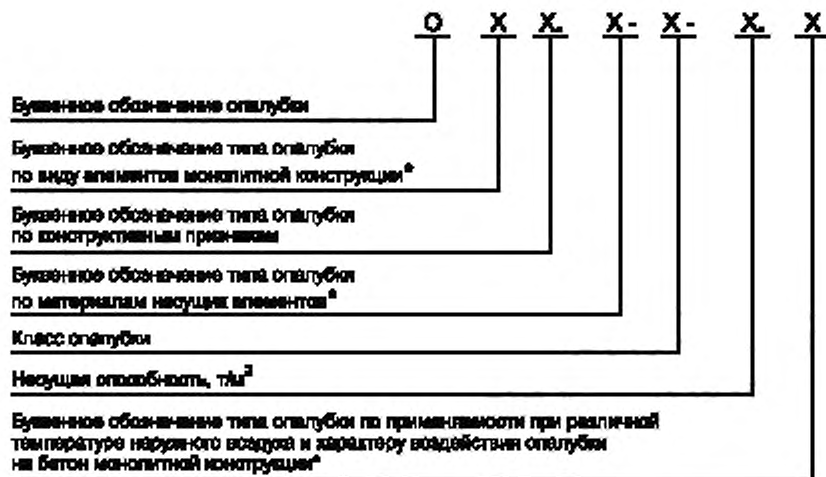 О Х Х. Х- Х- Х. Х
Буквенное обозначение опалубки
Буквенное обозначение типа опалубки
по виду элементов монолитной конструкции*
Буквенное обозначение типа опалубки
по конструктивным признакам
Буквенное обозначение типа опалубки
по материалам несущих элементов*
Класс опалубки
Несущая способность, т/м²
Буквенное обозначение типа опалубки по применяемости при различной
температуре наружного воздуха и характеру воздействия опалубки
на бетон монолитной конструкции*